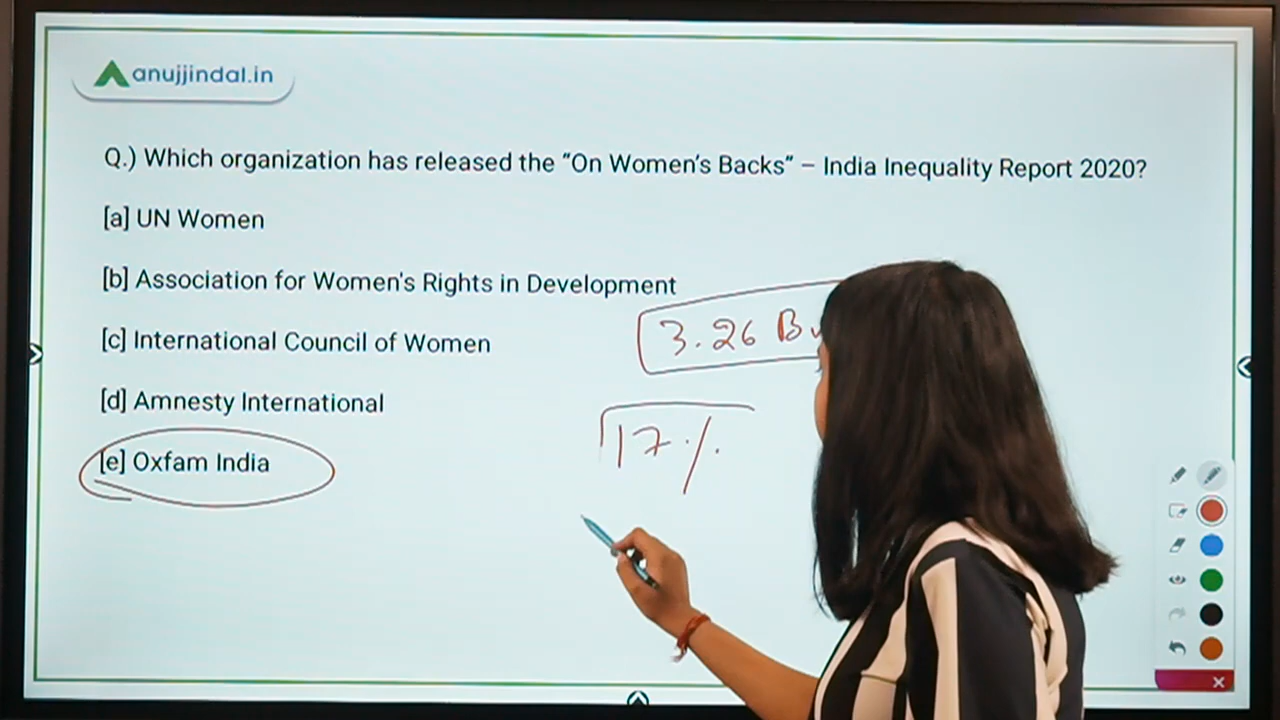 anujjindal.in
Q.) Which organization has released the “On Women’s Backs” – India Inequality Report 2020?
[a] UN Women
[b] Association for Women's Rights in Development
[c] International Council of Women
3.26 
[d] Amnesty International
17%
[e] Oxfam India